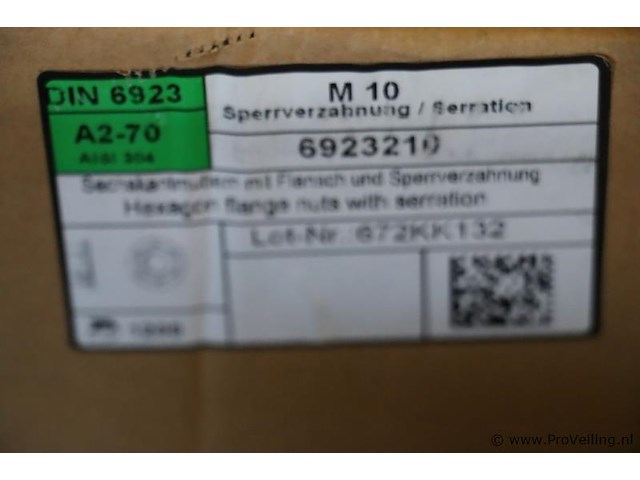 DIN 6923
M 10
Sperrverzahnung / Serration
A2-70
AISI 304
6923210
Sechskantmuttern mit Flansch und Sperrverzahnung
Hexagon flange nuts with serration
Lot-Nr. 672KK132
© www.ProVeiling.nl